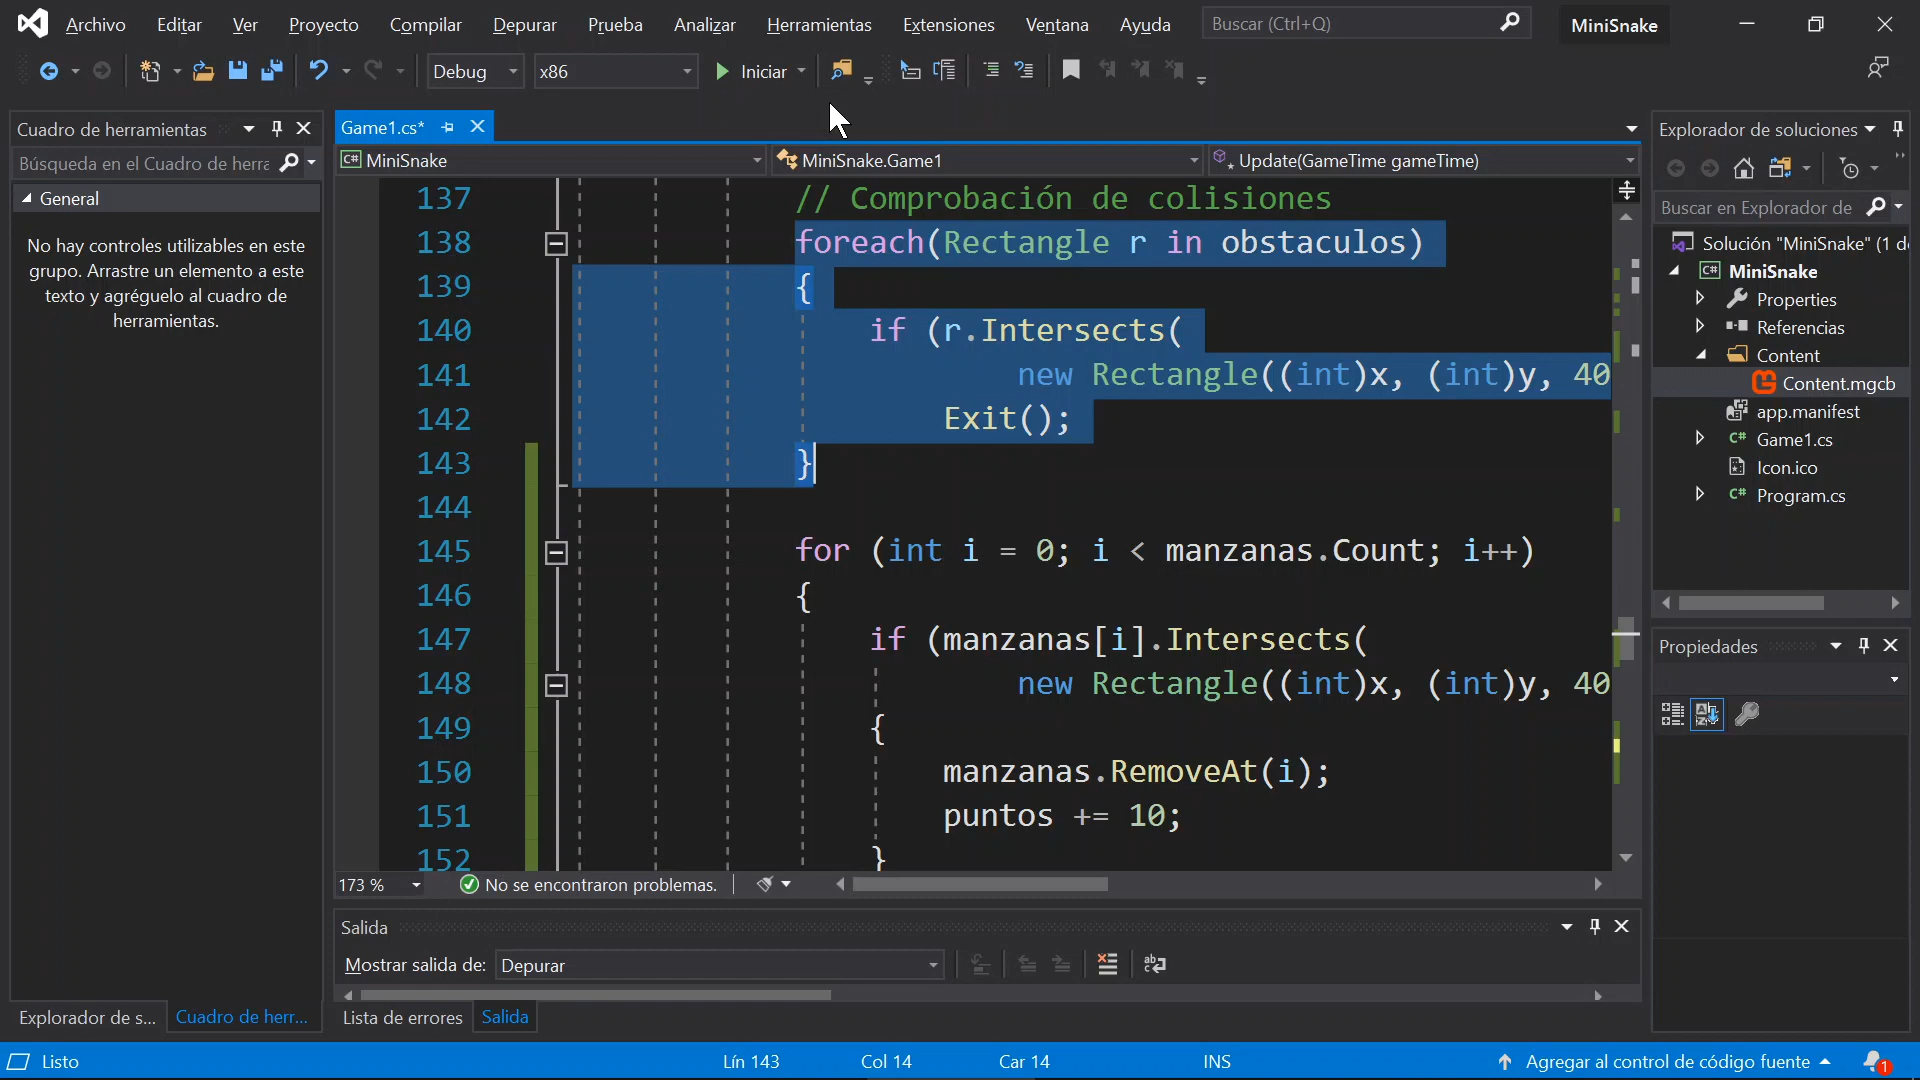 Archivo Editar Ver Proyecto Compilar Depurar Prueba Analizar Herramientas Extensiones Ventana Ayuda Buscar (Ctrl+Q) MiniSnake
Debug x86 Iniciar
Cuadro de herramientas
Búsqueda en el Cuadro de herra
General
No hay controles utilizables en este
grupo. Arrastre un elemento a este
texto y agréguelo al cuadro de
herramientas.
Game1.cs*
MiniSnake MiniSnake.Game1 Update(GameTime gameTime)
137 // Comprobación de colisiones
138 foreach(Rectangle r in obstaculos)
139 {
140 if (r.Intersects(
141 new Rectangle((int)x, (int)y, 40
142 Exit();
143 }
144
145 for (int i = 0; i < manzanas.Count; i++)
146 {
147 if (manzanas[i].Intersects(
148 new Rectangle((int)x, (int)y, 40
149 {
150 manzanas.RemoveAt(i);
151 puntos += 10;
152 }
173 % No se encontraron problemas.
Salida
Mostrar salida de: Depurar
Explorador de s... Cuadro de herr... Lista de errores Salida
Explorador de soluciones
Buscar en Explorador de
Solución "MiniSnake" (1 d
MiniSnake
Properties
Referencias
Content
Content.mgcb
app.manifest
Game1.cs
Icon.ico
Program.cs
Propiedades
Listo Lín 143 Col 14 Car 14 INS Agregar al control de código fuente 1